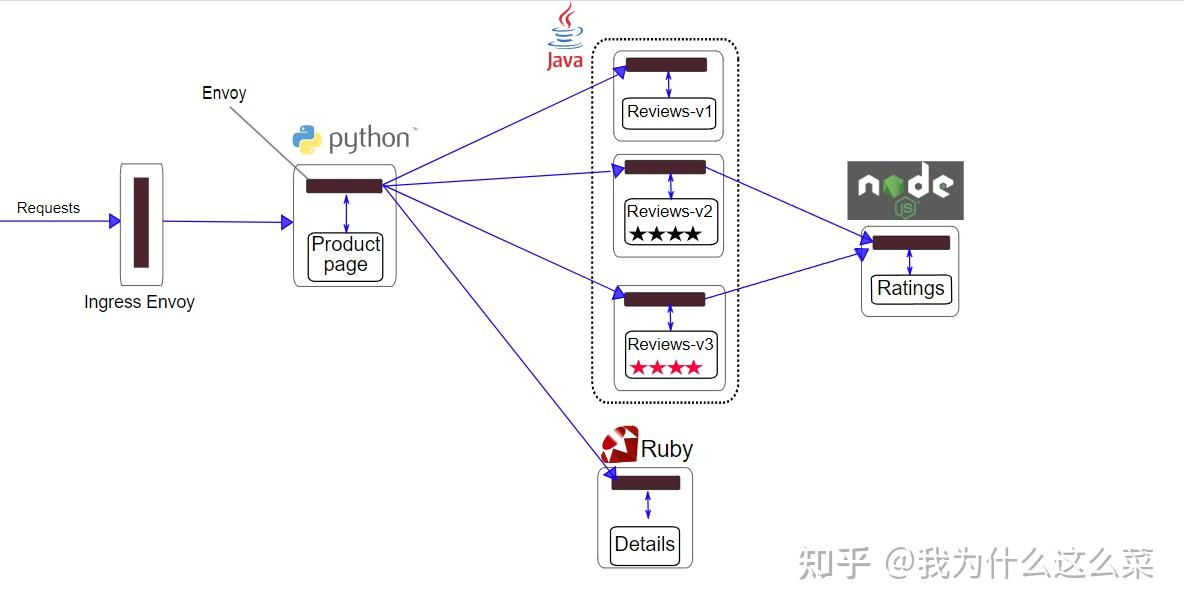 Java
Envoy
python™
Reviews-v1
Requests
node
JS
Reviews-v2
Product
page
Ratings
Ingress Envoy
Reviews-v3
Ruby
Details
知乎 @我为什么这么菜